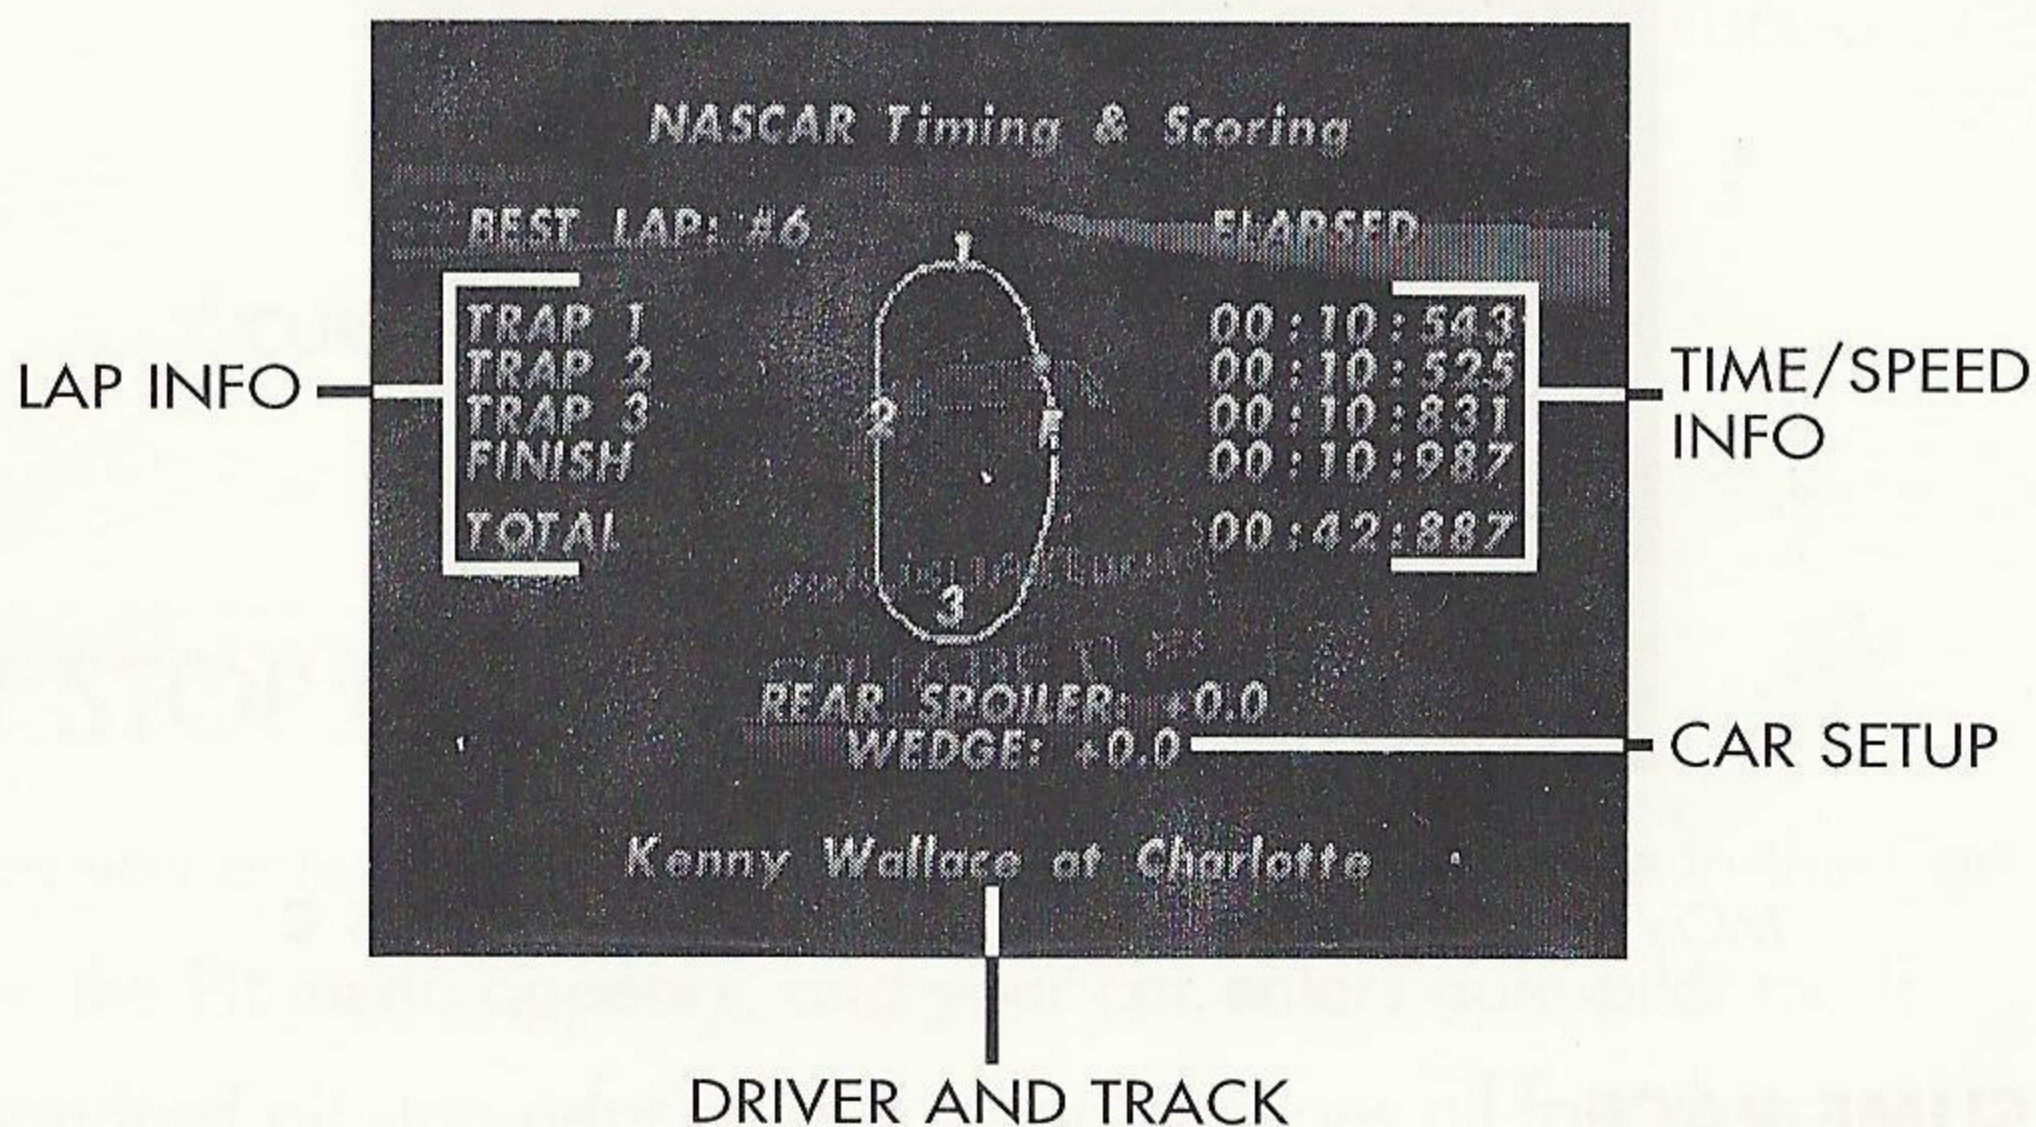 NASCAR Timing & Scoring
BEST LAP: #6 ELAPSED
1
LAP INFO
TRAP 1 00:10:543
TRAP 2 00:10:525
TRAP 3 00:10:831
FINISH 00:10:987
TOTAL 00:42:887
2 F
3
TIME/SPEED
INFO
REAR SPOILER: +0.0
WEDGE: +0.0
CAR SETUP
Kenny Wallace at Charlotte
DRIVER AND TRACK